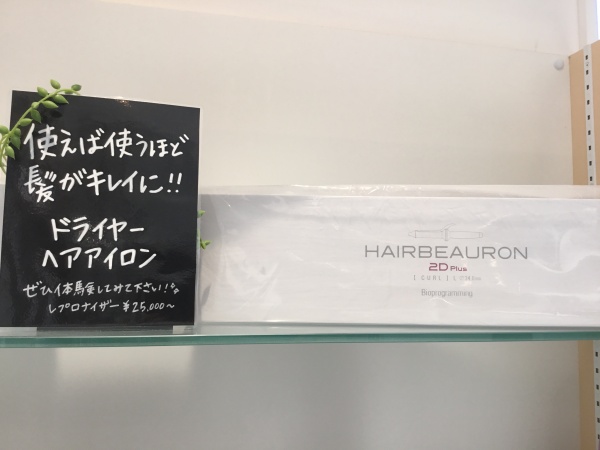 使えば使うほど
髪がキレイに!!
ドライヤー
ヘアアイロン
ぜひ体験してみて下さい!
レプロナイザー ¥25,000〜
HAIRBEAURON
2D Plus
[CURL]
Bioprogramming